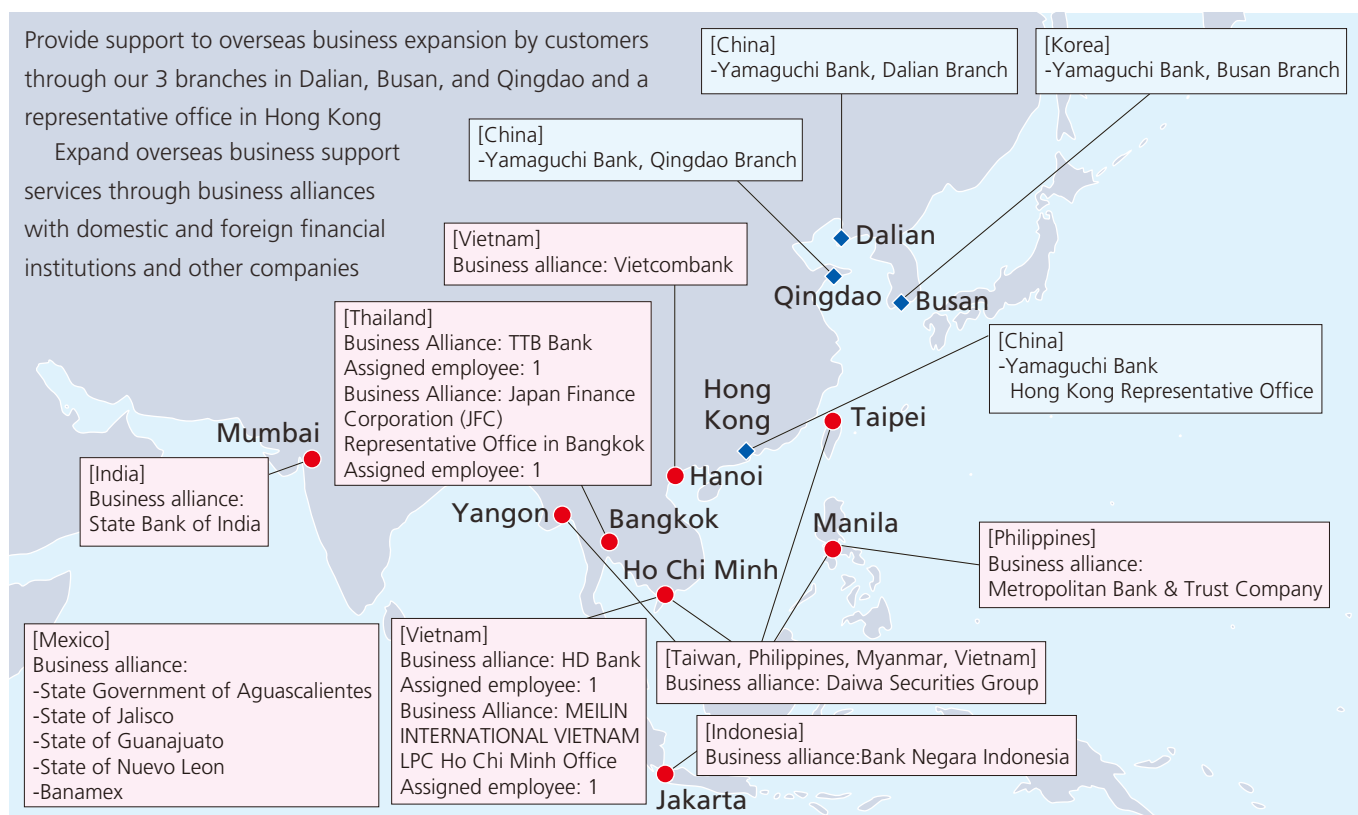 Provide support to overseas business expansion by customers
through our 3 branches in Dalian, Busan, and Qingdao and a
representative office in Hong Kong
Expand overseas business support
services through business alliances
with domestic and foreign financial
institutions and other companies
[China]
-Yamaguchi Bank, Dalian Branch
[Korea]
-Yamaguchi Bank, Busan Branch
[China]
-Yamaguchi Bank, Qingdao Branch
[Vietnam]
Business alliance: Vietcombank
Dalian
Qingdao
Busan
[Thailand]
Business Alliance: TTB Bank
Assigned employee: 1
Business Alliance: Japan Finance
Corporation (JFC)
Representative Office in Bangkok
Assigned employee: 1
[China]
-Yamaguchi Bank
Hong Kong Representative Office
Hong
Kong
Taipei
Mumbai
[India]
Business alliance:
State Bank of India
Hanoi
Yangon
Bangkok
Manila
Ho Chi Minh
[Philippines]
Business alliance:
Metropolitan Bank & Trust Company
[Mexico]
Business alliance:
-State Government of Aguascalientes
-State of Jalisco
-State of Guanajuato
-State of Nuevo Leon
-Banamex
[Vietnam]
Business alliance: HD Bank
Assigned employee: 1
Business Alliance: MEILIN
INTERNATIONAL VIETNAM
LPC Ho Chi Minh Office
Assigned employee: 1
[Taiwan, Philippines, Myanmar, Vietnam]
Business alliance: Daiwa Securities Group
[Indonesia]
Business alliance:Bank Negara Indonesia
Jakarta